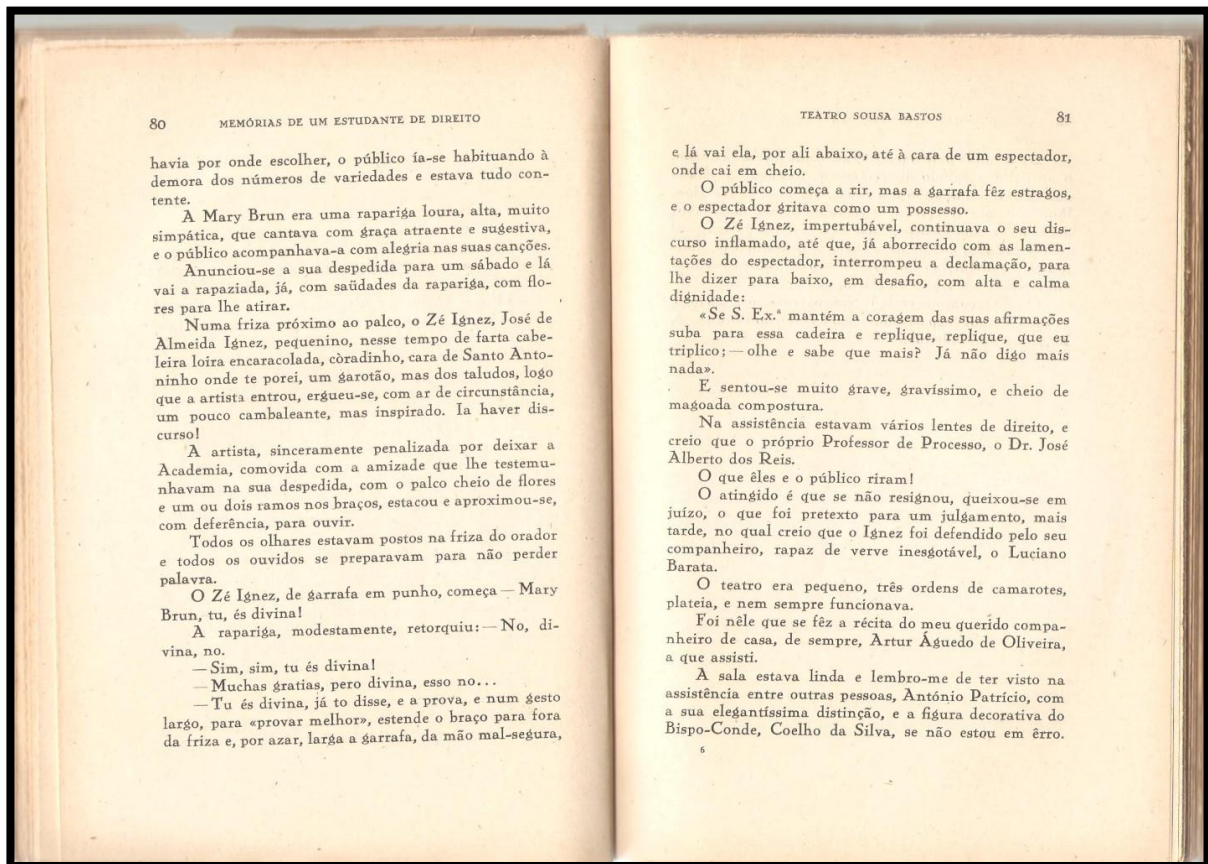 80 MEMÓRIAS DE UM ESTUDANTE DE DIREITO
havia por onde escolher, o público ía-se habituando à
demora dos números de variedades e estava tudo con-
tente.
A Mary Brun era uma rapariga loura, alta, muito
simpática, que cantava com graça atraente e sugestiva,
e o público acompanhava-a com alegria nas suas canções.
Anunciou-se a sua despedida para um sábado e lá
vai a rapaziada, já, com saüdades da rapariga, com flo-
res para lhe atirar.
Numa friza próximo ao palco, o Zé Ignez, José de
Almeida Ignez, pequenino, nesse tempo de farta cabe-
leira loira encaracolada, còradinho, cara de Santo Anto-
ninho onde te porei, um garotão, mas dos taludos, logo
que a artista entrou, ergueu-se, com ar de circunstância,
um pouco cambaleante, mas inspirado. Ia haver dis-
curso!
A artista, sinceramente penalizada por deixar a
Academia, comovida com a amizade que lhe testemu-
nhavam na sua despedida, com o palco cheio de flores
e um ou dois ramos nos braços, estacou e aproximou-se,
com deferência, para ouvir.
Todos os olhares estavam postos na friza do orador
e todos os ouvidos se preparavam para não perder
palavra.
O Zé Ignez, de garrafa em punho, começa — Mary
Brun, tu, és divina!
A rapariga, modestamente, retorquiu: — No, di-
vina, no.
— Sim, sim, tu és divina!
— Muchas gratias, pero divina, esso no...
— Tu és divina, já to disse, e a prova, e num gesto
largo, para «provar melhor», estende o braço para fora
da friza e, por azar, larga a garrafa, da mão mal-segura,
TEATRO SOUSA BASTOS 81
e lá vai ela, por ali abaixo, até à cara de um espectador,
onde cai em cheio.
O público começa a rir, mas a garrafa fêz estragos,
e o espectador gritava como um possesso.
O Zé Ignez, impertubável, continuava o seu dis-
curso inflamado, até que, já aborrecido com as lamen-
tações do espectador, interrompeu a declamação, para
lhe dizer para baixo, em desafio, com alta e calma
dignidade:
«Se S. Ex.ª mantém a coragem das suas afirmações
suba para essa cadeira e replique, replique, que eu
triplico; — olhe e sabe que mais? Já não digo mais
nada».
E sentou-se muito grave, gravíssimo, e cheio de
magoada compostura.
Na assistência estavam vários lentes de direito, e
creio que o próprio Professor de Processo, o Dr. José
Alberto dos Reis.
O que êles e o público riram!
O atingido é que se não resignou, queixou-se em
juízo, o que foi pretexto para um julgamento, mais
tarde, no qual creio que o Ignez foi defendido pelo seu
companheiro, rapaz de verve inesgotável, o Luciano
Barata.
O teatro era pequeno, três ordens de camarotes,
plateia, e nem sempre funcionava.
Foi nêle que se fêz a récita do meu querido compa-
nheiro de casa, de sempre, Artur Águedo de Oliveira,
a que assisti.
A sala estava linda e lembro-me de ter visto na
assistência entre outras pessoas, António Patrício, com
a sua elegantíssima distinção, e a figura decorativa do
Bispo-Conde, Coelho da Silva, se não estou em êrro.
6